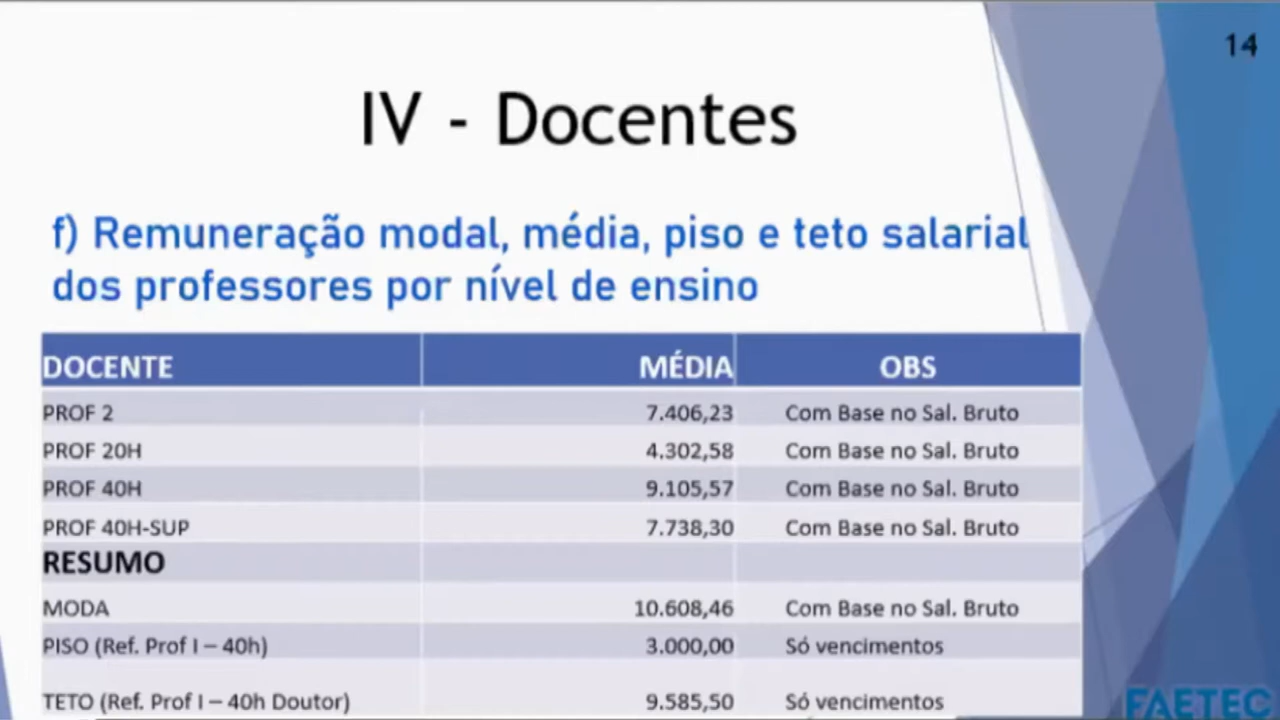 14
IV - Docentes
f) Remuneração modal, média, piso e teto salarial
dos professores por nível de ensino
DOCENTE MÉDIA OBS
PROF 2 7.406,23 Com Base no Sal. Bruto
PROF 20H 4.302,58 Com Base no Sal. Bruto
PROF 40H 9.105,57 Com Base no Sal. Bruto
PROF 40H-SUP 7.738,30 Com Base no Sal. Bruto
RESUMO
MODA 10.608,46 Com Base no Sal. Bruto
PISO (Ref. Prof I – 40h) 3.000,00 Só vencimentos
TETO (Ref. Prof I – 40h Doutor) 9.585,50 Só vencimentos
FAETEC